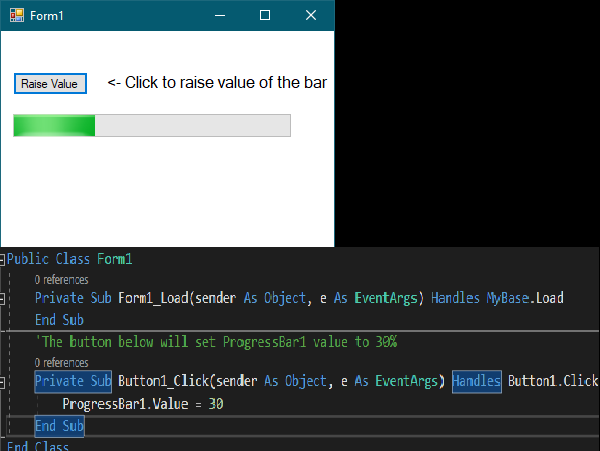 Form1
Raise Value <- Click to raise value of the bar
Public Class Form1
0 references
Private Sub Form1_Load(sender As Object, e As EventArgs) Handles MyBase.Load
End Sub
'The button below will set ProgressBar1 value to 30%
0 references
Private Sub Button1_Click(sender As Object, e As EventArgs) Handles Button1.Click
ProgressBar1.Value = 30
End Sub
End Class